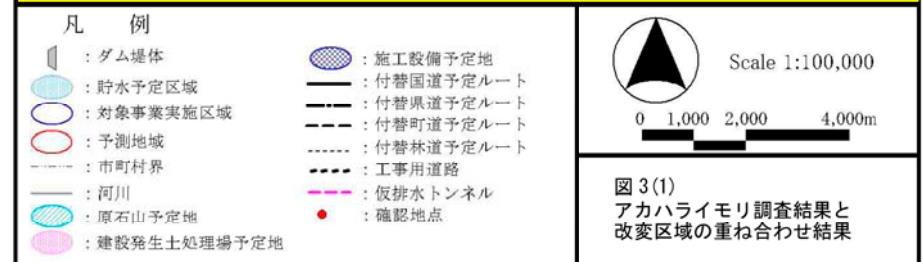 凡 例
：ダム堤体
：貯水予定区域
：対象事業実施区域
：予測地域
：市町村界
：河川
：原石山予定地
：建設発生土処理場予定地
：施工設備予定地
：付替国道予定ルート
：付替県道予定ルート
：付替町道予定ルート
：付替林道予定ルート
：工事用道路
：仮排水トンネル
：確認地点
Scale 1:100,000
0 1,000 2,000 4,000m
図 3(1)
アカハライモリ調査結果と
改変区域の重ね合わせ結果